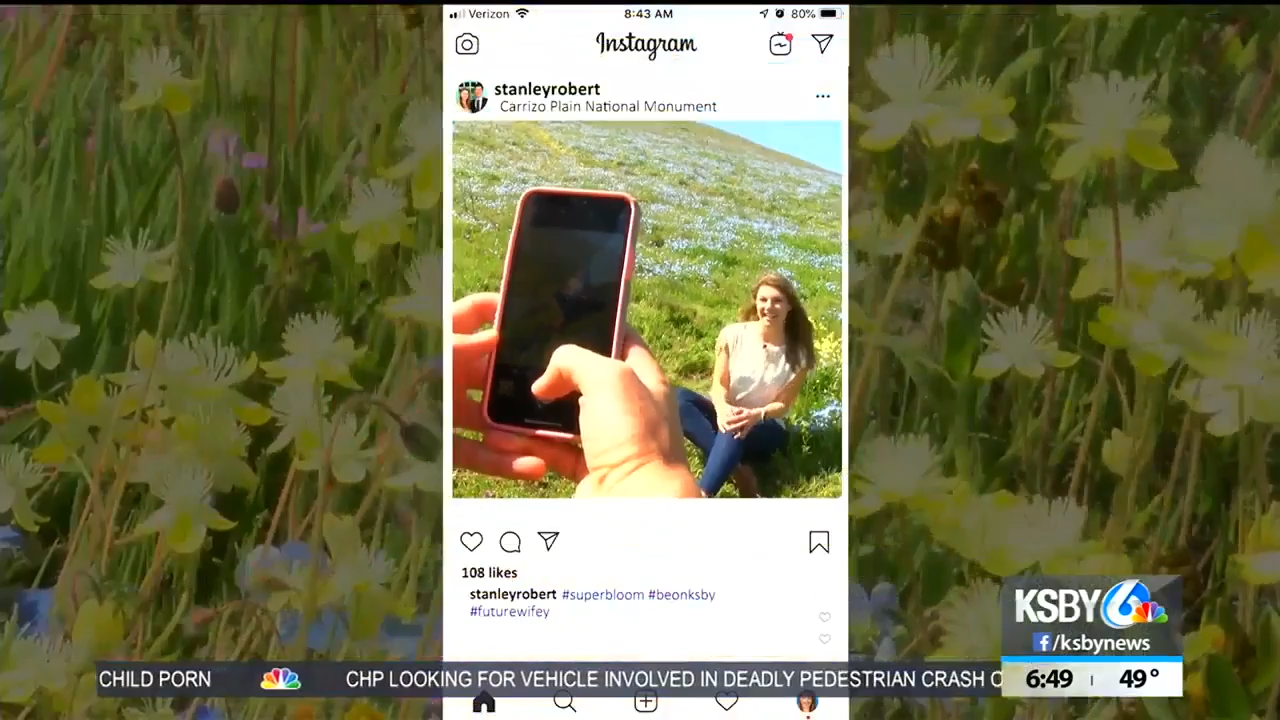 Verizon 8:43 AM 80%
Instagram
stanleyrobert
Carrizo Plain National Monument
108 likes
stanleyrobert #superbloom #beonksby
#futurewifey
KSBY 6
f/ksbynews
CHILD PORN CHP LOOKING FOR VEHICLE INVOLVED IN DEADLY PEDESTRIAN CRASH
6:49 49°